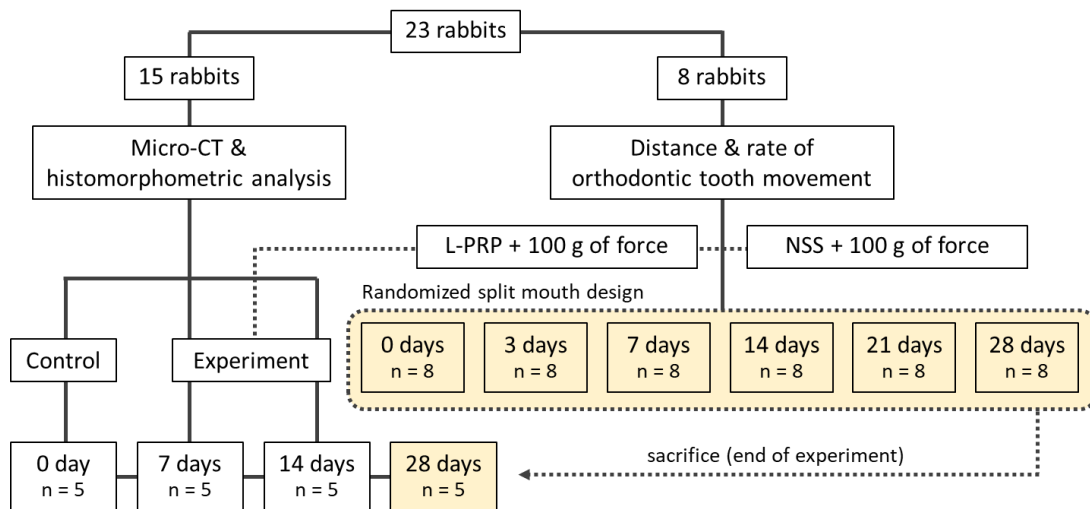 23 rabbits
15 rabbits
8 rabbits
Micro-CT &
histomorphometric analysis
Distance & rate of
orthodontic tooth movement
L-PRP + 100 g of force
NSS + 100 g of force
Randomized split mouth design
Control
Experiment
0 days
n = 8
3 days
n = 8
7 days
n = 8
14 days
n = 8
21 days
n = 8
28 days
n = 8
0 day
n = 5
7 days
n = 5
14 days
n = 5
28 days
n = 5
sacrifice (end of experiment)